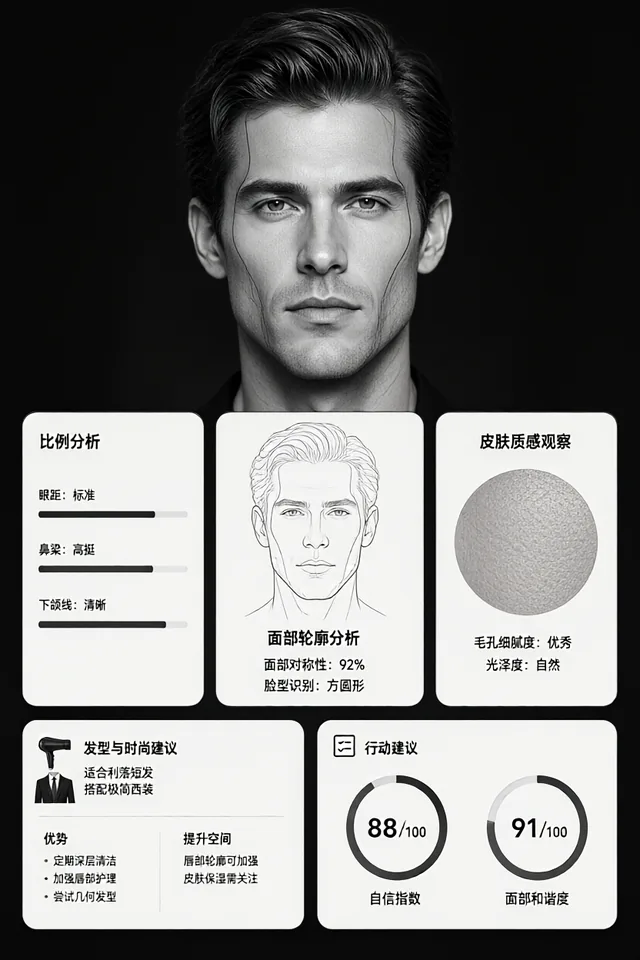 比例分析
眼距：标准
鼻梁：高挺
下颌线：清晰
面部轮廓分析
面部对称性：92%
脸型识别：方圆形
皮肤质感观察
毛孔细腻度：优秀
光泽度：自然
发型与时尚建议
适合利落短发
搭配极简西装
优势
• 定期深层清洁
• 加强唇部护理
• 尝试几何发型
提升空间
唇部轮廓可加强
皮肤保湿需关注
行动建议
88/100
自信指数
91/100
面部和谐度